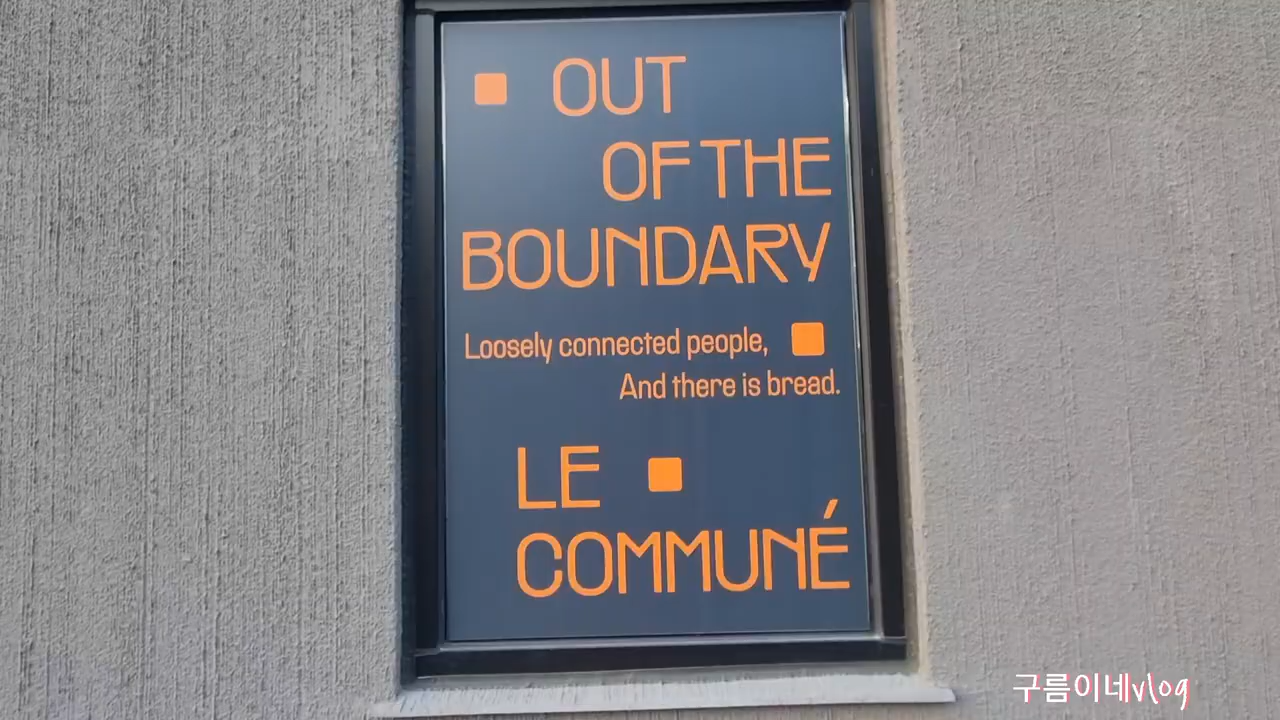 OUT
OF THE
BOUNDARY
Loosely connected people,
And there is bread.
LE
COMMUNÉ
구름이네vlog